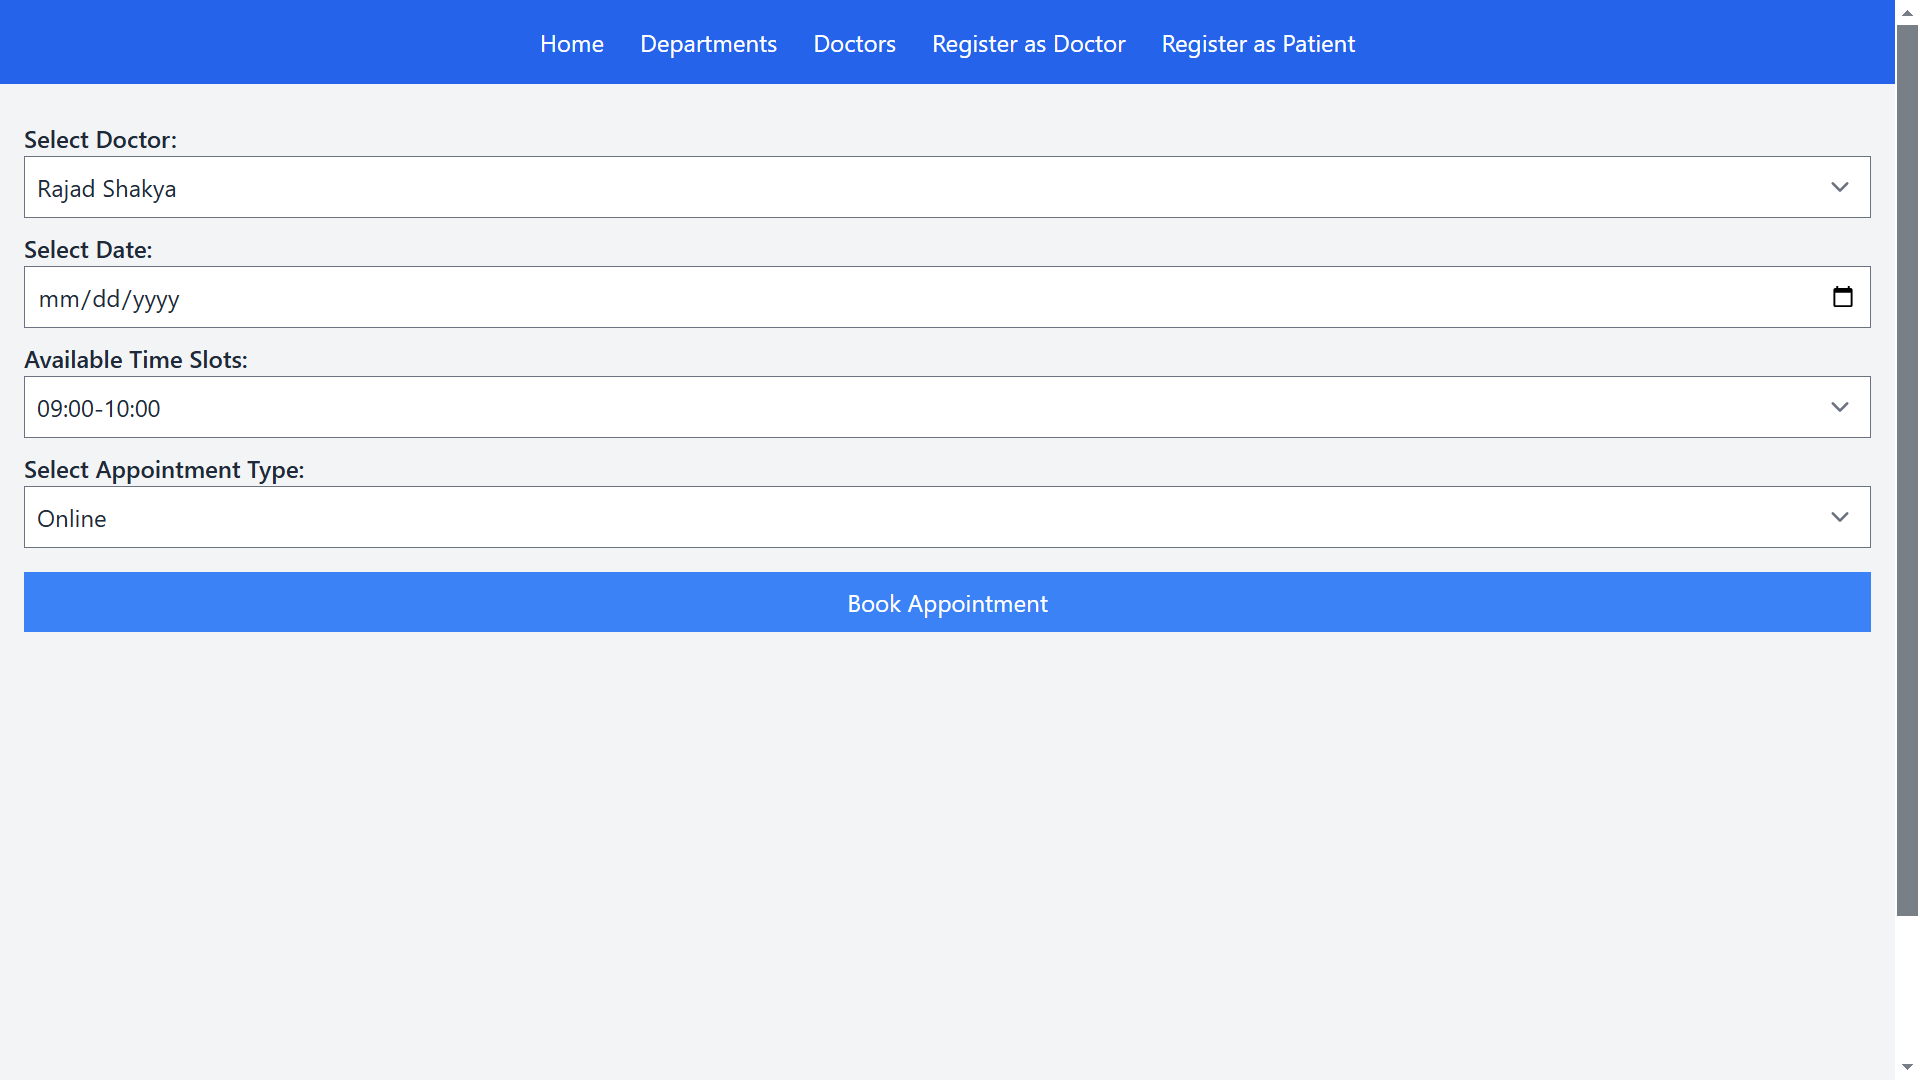 Home Departments Doctors Register as Doctor Register as Patient
Select Doctor:
Rajad Shakya
Select Date:
mm/dd/yyyy
Available Time Slots:
09:00-10:00
Select Appointment Type:
Online
Book Appointment